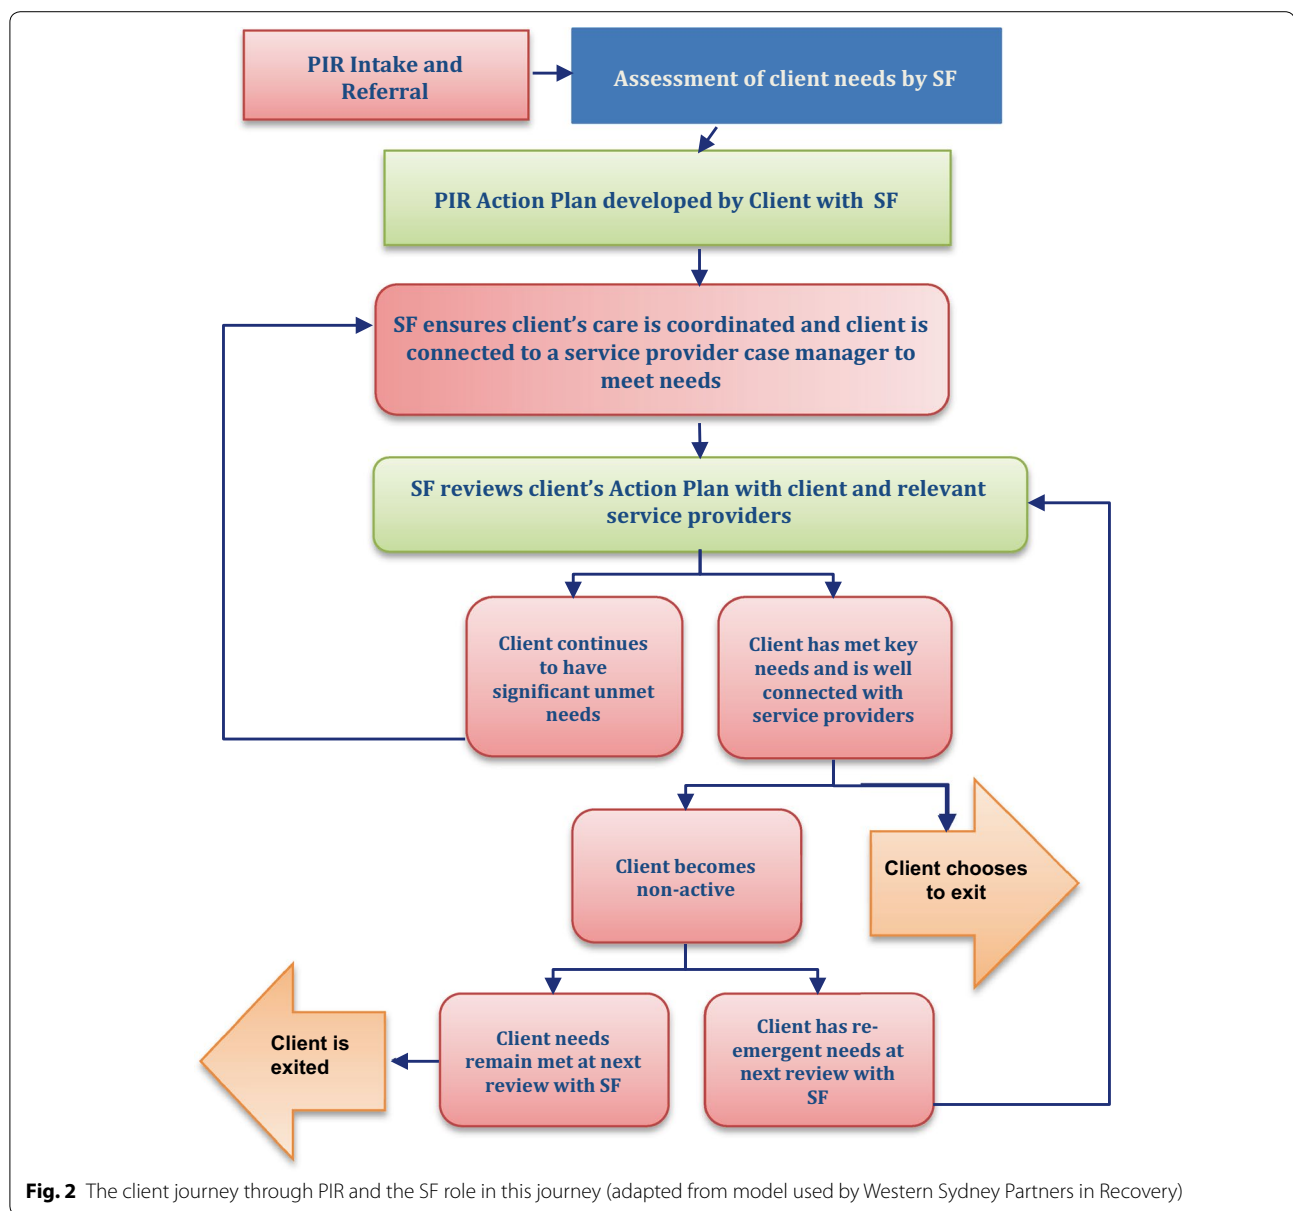 PIR Intake and
Referral
Assessment of client needs by SF
PIR Action Plan developed by Client with SF
SF ensures client’s care is coordinated and client is
connected to a service provider case manager to
meet needs
SF reviews client’s Action Plan with client and relevant
service providers
Client continues
to have
significant unmet
needs
Client has met key
needs and is well
connected with
service providers
Client becomes
non-active
Client chooses
to exit
Client is
exited
Client needs
remain met at next
review with SF
Client has re-
emergent needs at
next review with
SF
Fig. 2 The client journey through PIR and the SF role in this journey (adapted from model used by Western Sydney Partners in Recovery)